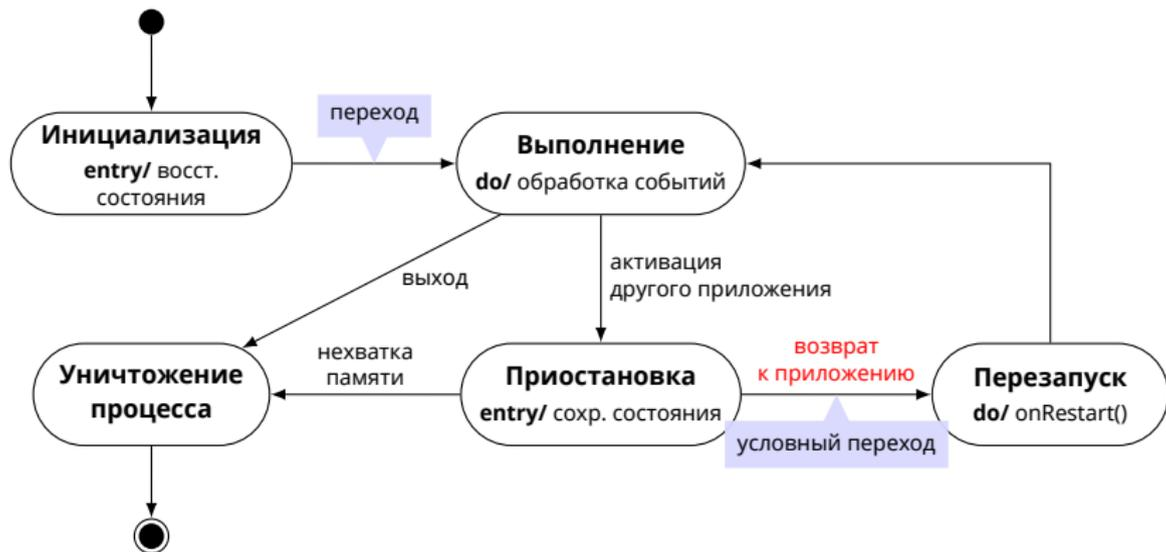 переход
Инициализация
entry/ восст.
состояния
Выполнение
do/ обработка событий
выход
активация
другого приложения
Уничтожение
процесса
нехватка
памяти
Приостановка
entry/ сохр. состояния
возврат
к приложению
условный переход
Перезапуск
do/ onRestart()